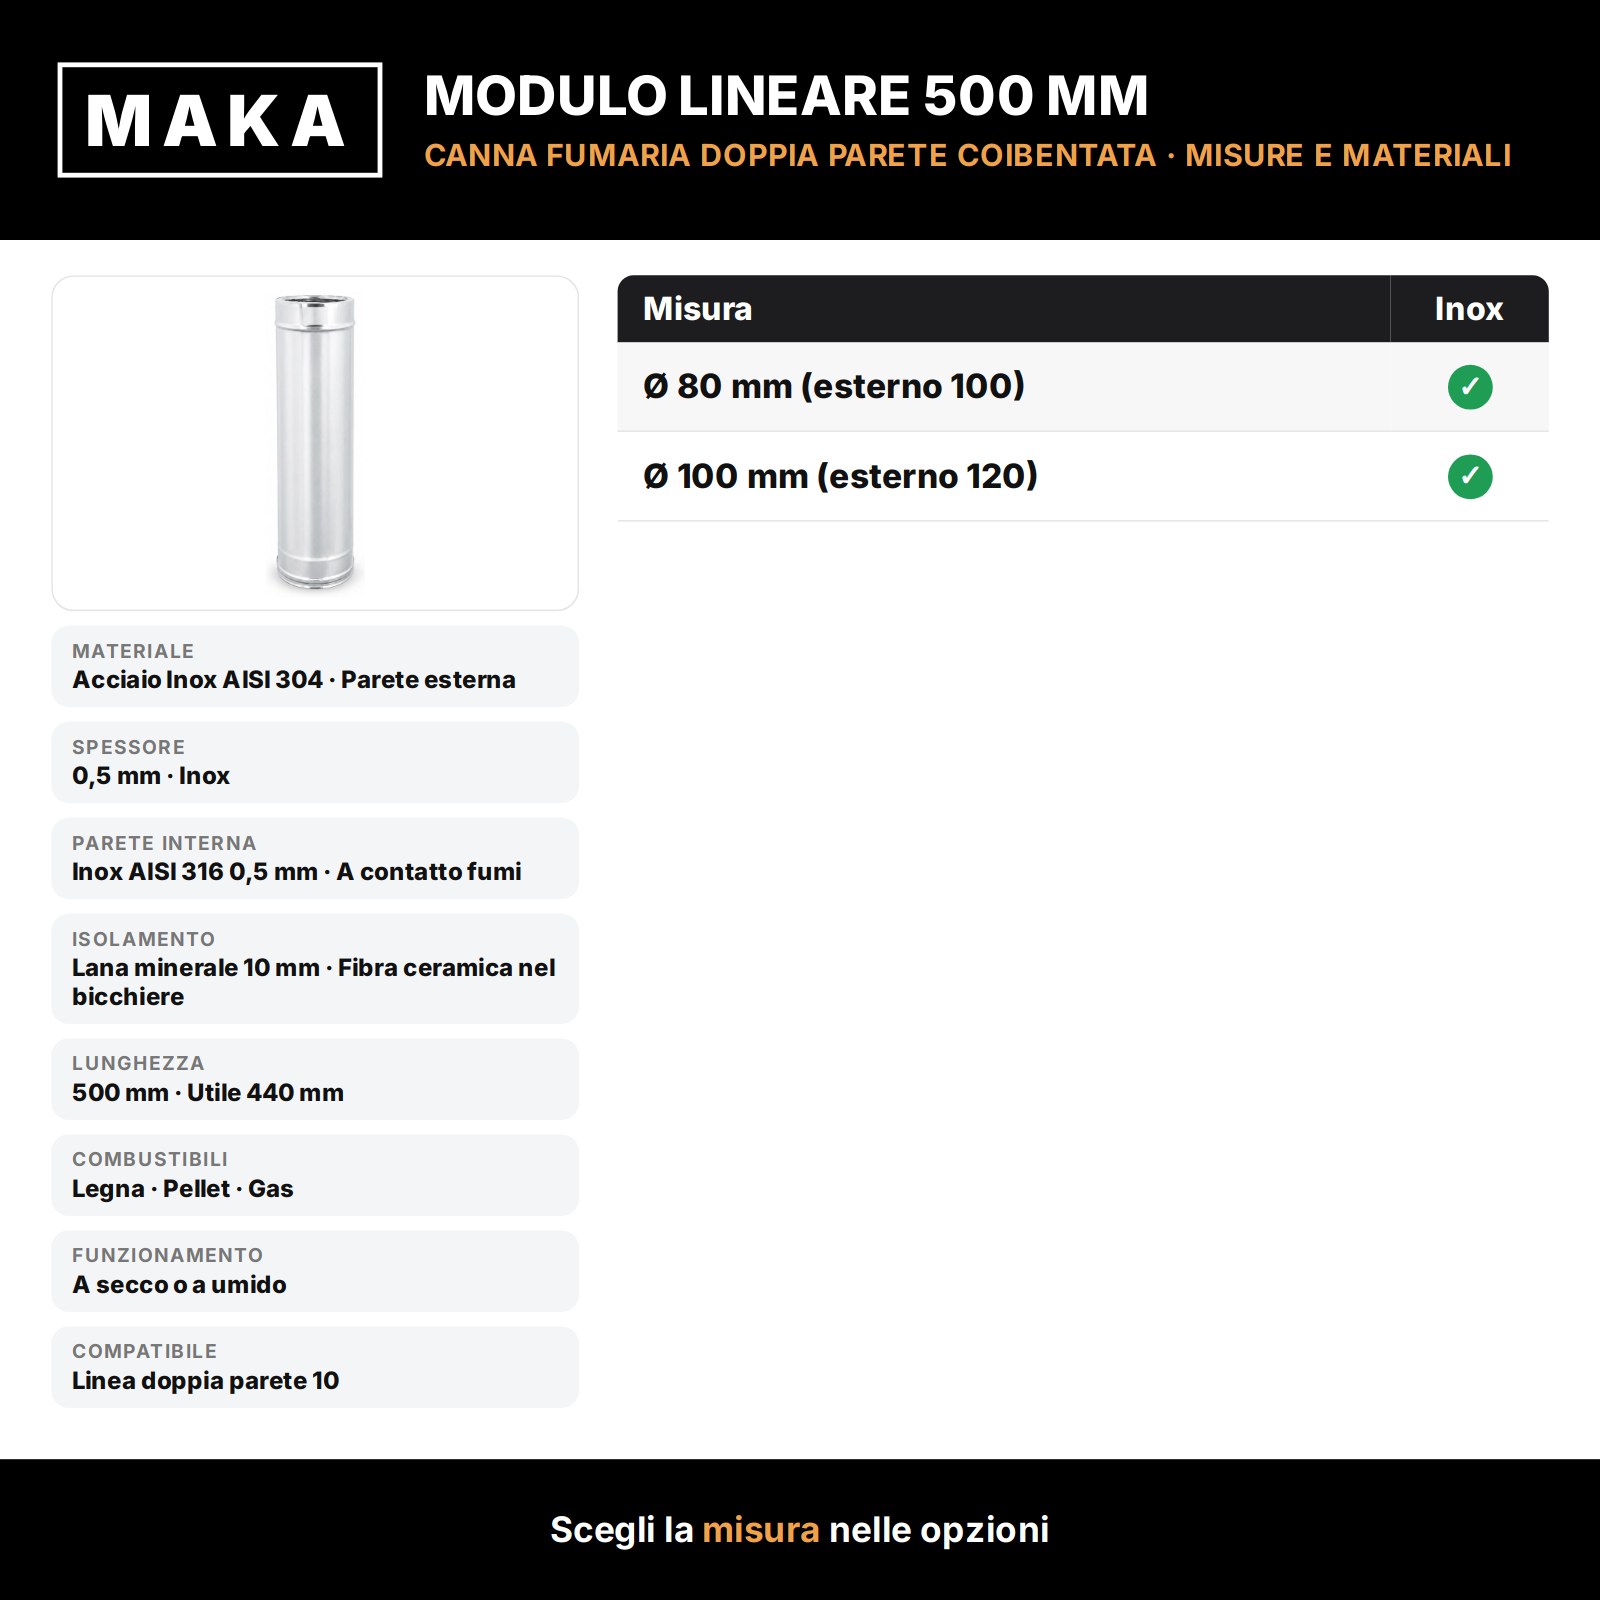 MAKA
MODULO LINEARE 500 MM
CANNA FUMARIA DOPPIA PARETE COIBENTATA · MISURE E MATERIALI
MATERIALE
Acciaio Inox AISI 304 · Parete esterna
SPESSORE
0,5 mm · Inox
PARETE INTERNA
Inox AISI 316 0,5 mm · A contatto fumi
ISOLAMENTO
Lana minerale 10 mm · Fibra ceramica nel
bicchiere
LUNGHEZZA
500 mm · Utile 440 mm
COMBUSTIBILI
Legna · Pellet · Gas
FUNZIONAMENTO
A secco o a umido
COMPATIBILE
Linea doppia parete 10
Misura Inox
Ø 80 mm (esterno 100) ✓
Ø 100 mm (esterno 120) ✓
Scegli la misura nelle opzioni